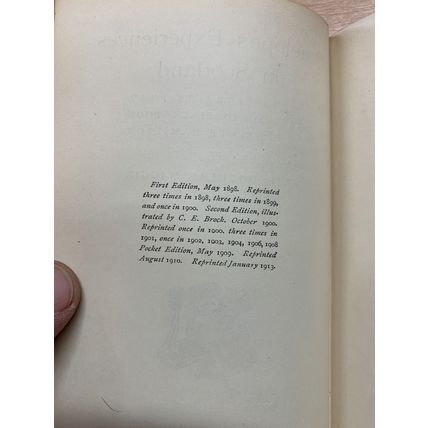 First Edition, May 1898. Reprinted
three times in 1898, three times in 1899,
and once in 1900. Second Edition, illus-
trated by C. E. Brock. October 1900.
Reprinted once in 1900. three times in
1901, once in 1902, 1903, 1904, 1906, 1908
Pocket Edition, May 1909. Reprinted
August 1910. Reprinted January 1913.